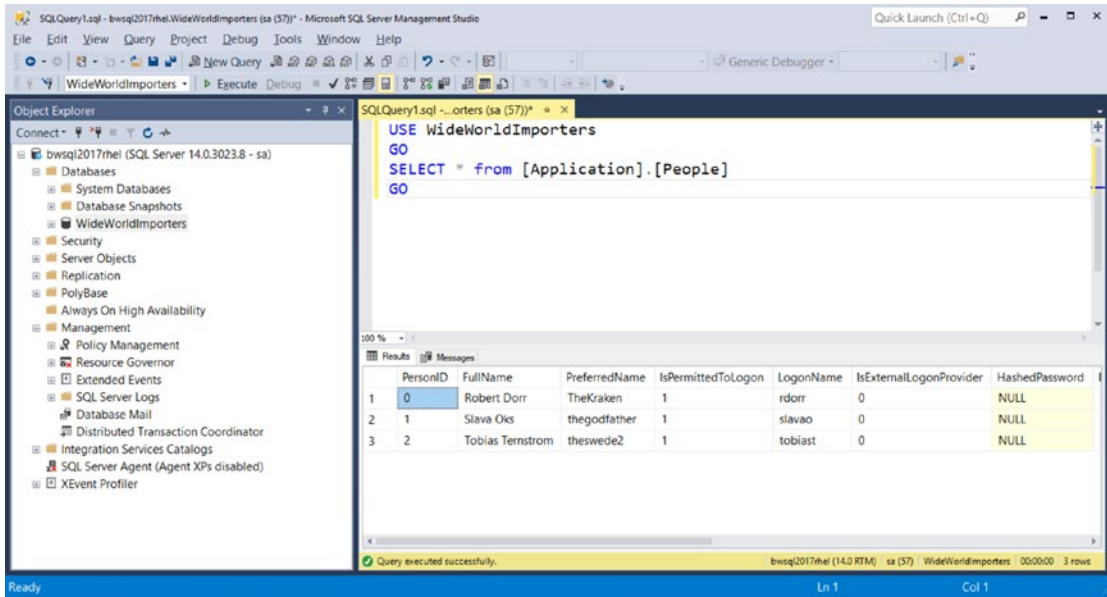 SQLQuery1.sql - bwsql2017rhel.WideWorldImporters (sa (57))* - Microsoft SQL Server Management Studio
Quick Launch (Ctrl+Q)
File Edit View Query Project Debug Tools Window Help
New Query
Generic Debugger
WideWorldImporters
Execute Debug
Object Explorer
SQLQuery1.sql -...orters (sa (57))*
Connect
bwsql2017rhel (SQL Server 14.0.3023.8 - sa)
Databases
System Databases
Database Snapshots
WideWorldImporters
Security
Server Objects
Replication
PolyBase
Always On High Availability
Management
Policy Management
Resource Governor
Extended Events
SQL Server Logs
Database Mail
Distributed Transaction Coordinator
Integration Services Catalogs
SQL Server Agent (Agent XPs disabled)
XEvent Profiler
USE WideWorldImporters
GO
SELECT * from [Application].[People]
GO
100 %
Results Messages
PersonID FullName PreferredName IsPermittedToLogon LogonName IsExternalLogonProvider HashedPassword
1 0 Robert Dorr TheKraken 1 rdorr 0 NULL
2 1 Slava Oks thegodfather 1 slavao 0 NULL
3 2 Tobias Ternstrom theswede2 1 tobiast 0 NULL
Query executed successfully. bwsql2017rhel (14.0 RTM) sa (57) WideWorldImporters 00:00:00 3 rows
Ready Ln 1 Col 1